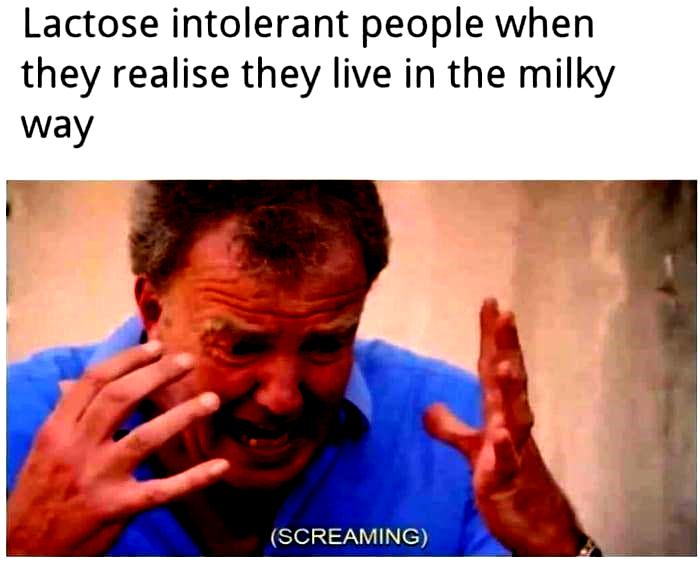 Lactose intolerant people when
they realise they live in the milky
way
(SCREAMING)